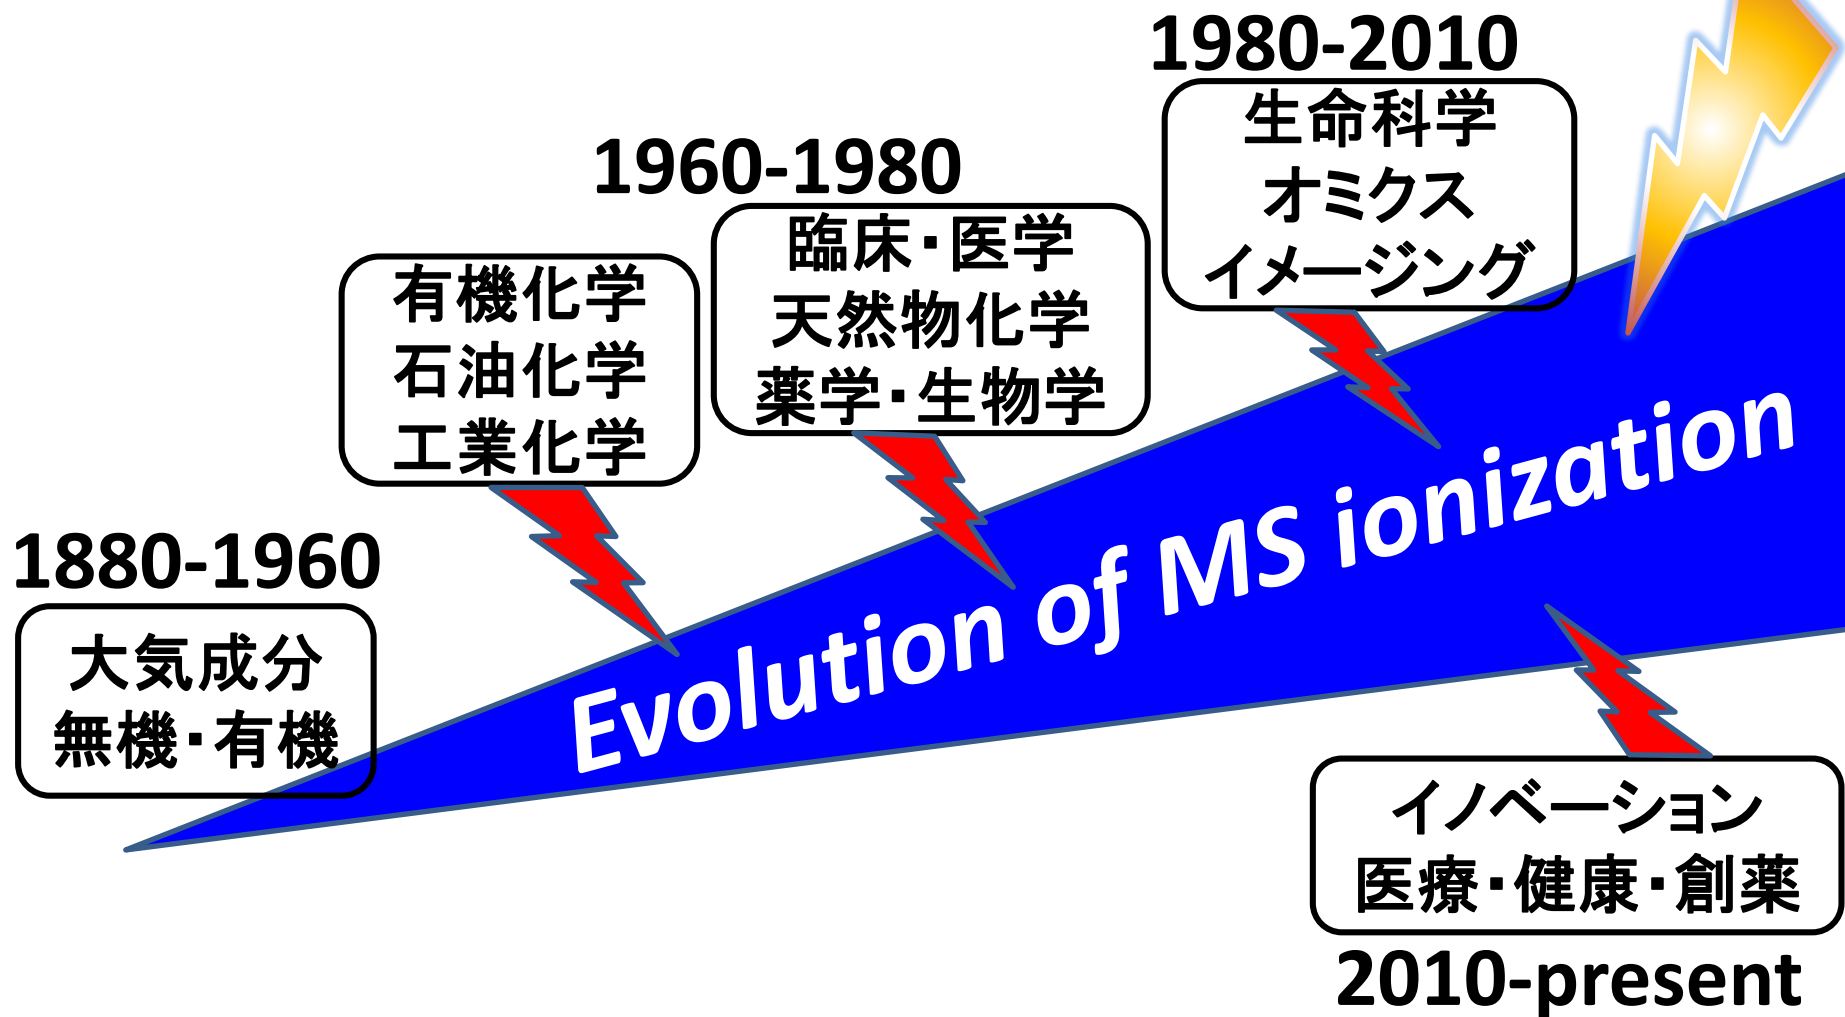 1880-1960
大気成分
無機・有機
有機化学
石油化学
工業化学
1960-1980
臨床・医学
天然物化学
薬学・生物学
1980-2010
生命科学
オミクス
イメージング
Evolution of MS ionization
イノベーション
医療・健康・創薬
2010-present